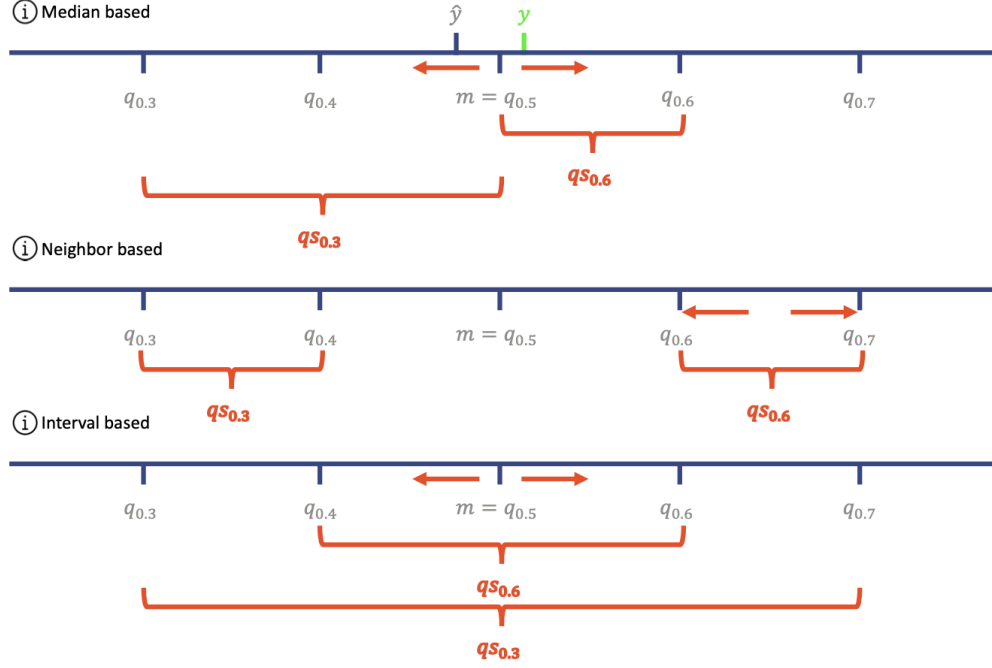 ⓘ Median based
ŷ y
q₀.₃ q₀.₄ m = q₀.₅ q₀.₆ q₀.₇
qs₀.₆
qs₀.₃
ⓘ Neighbor based
q₀.₃ q₀.₄ m = q₀.₅ q₀.₆ q₀.₇
qs₀.₃ qs₀.₆
ⓘ Interval based
q₀.₃ q₀.₄ m = q₀.₅ q₀.₆ q₀.₇
qs₀.₆
qs₀.₃